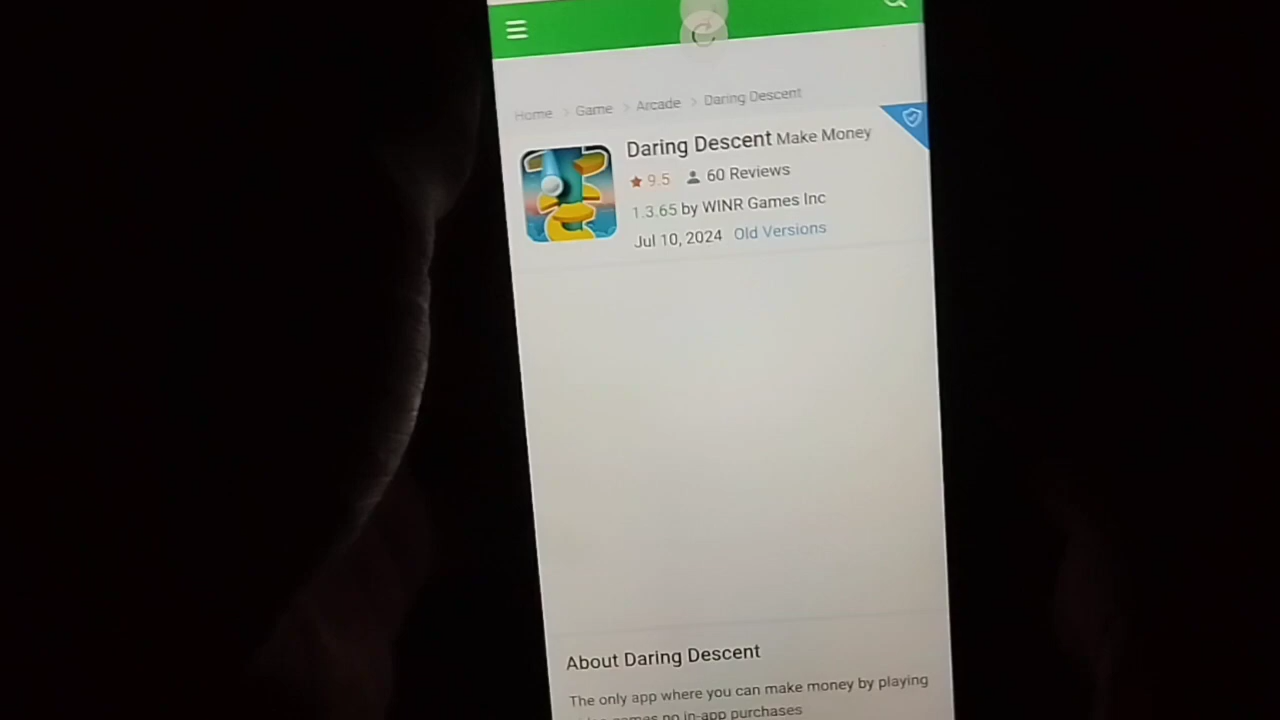 Home > Game > Arcade > Daring Descent
Daring Descent Make Money
9.5 60 Reviews
1.3.65 by WINR Games Inc
Jul 10, 2024 Old Versions
About Daring Descent
The only app where you can make money by playing
games no in-app purchases